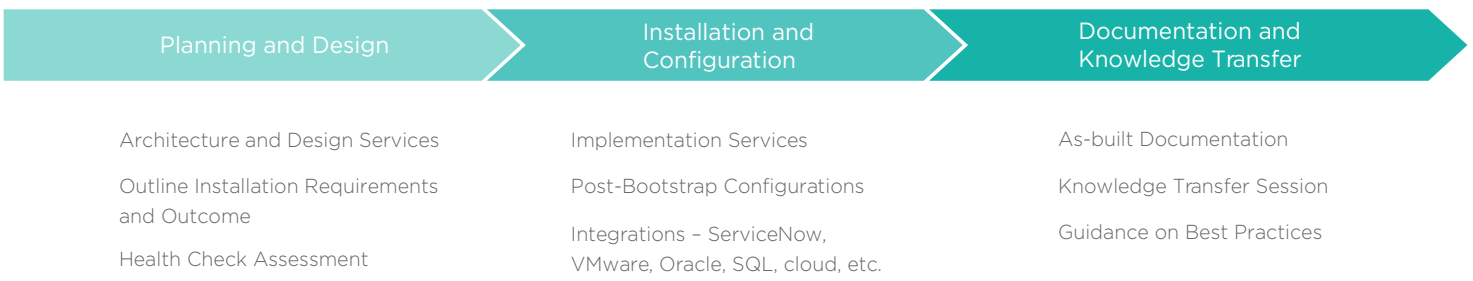 Planning and Design
Installation and
Configuration
Documentation and
Knowledge Transfer
Architecture and Design Services
Outline Installation Requirements
and Outcome
Health Check Assessment
Implementation Services
Post-Bootstrap Configurations
Integrations – ServiceNow,
VMware, Oracle, SQL, cloud, etc.
As-built Documentation
Knowledge Transfer Session
Guidance on Best Practices